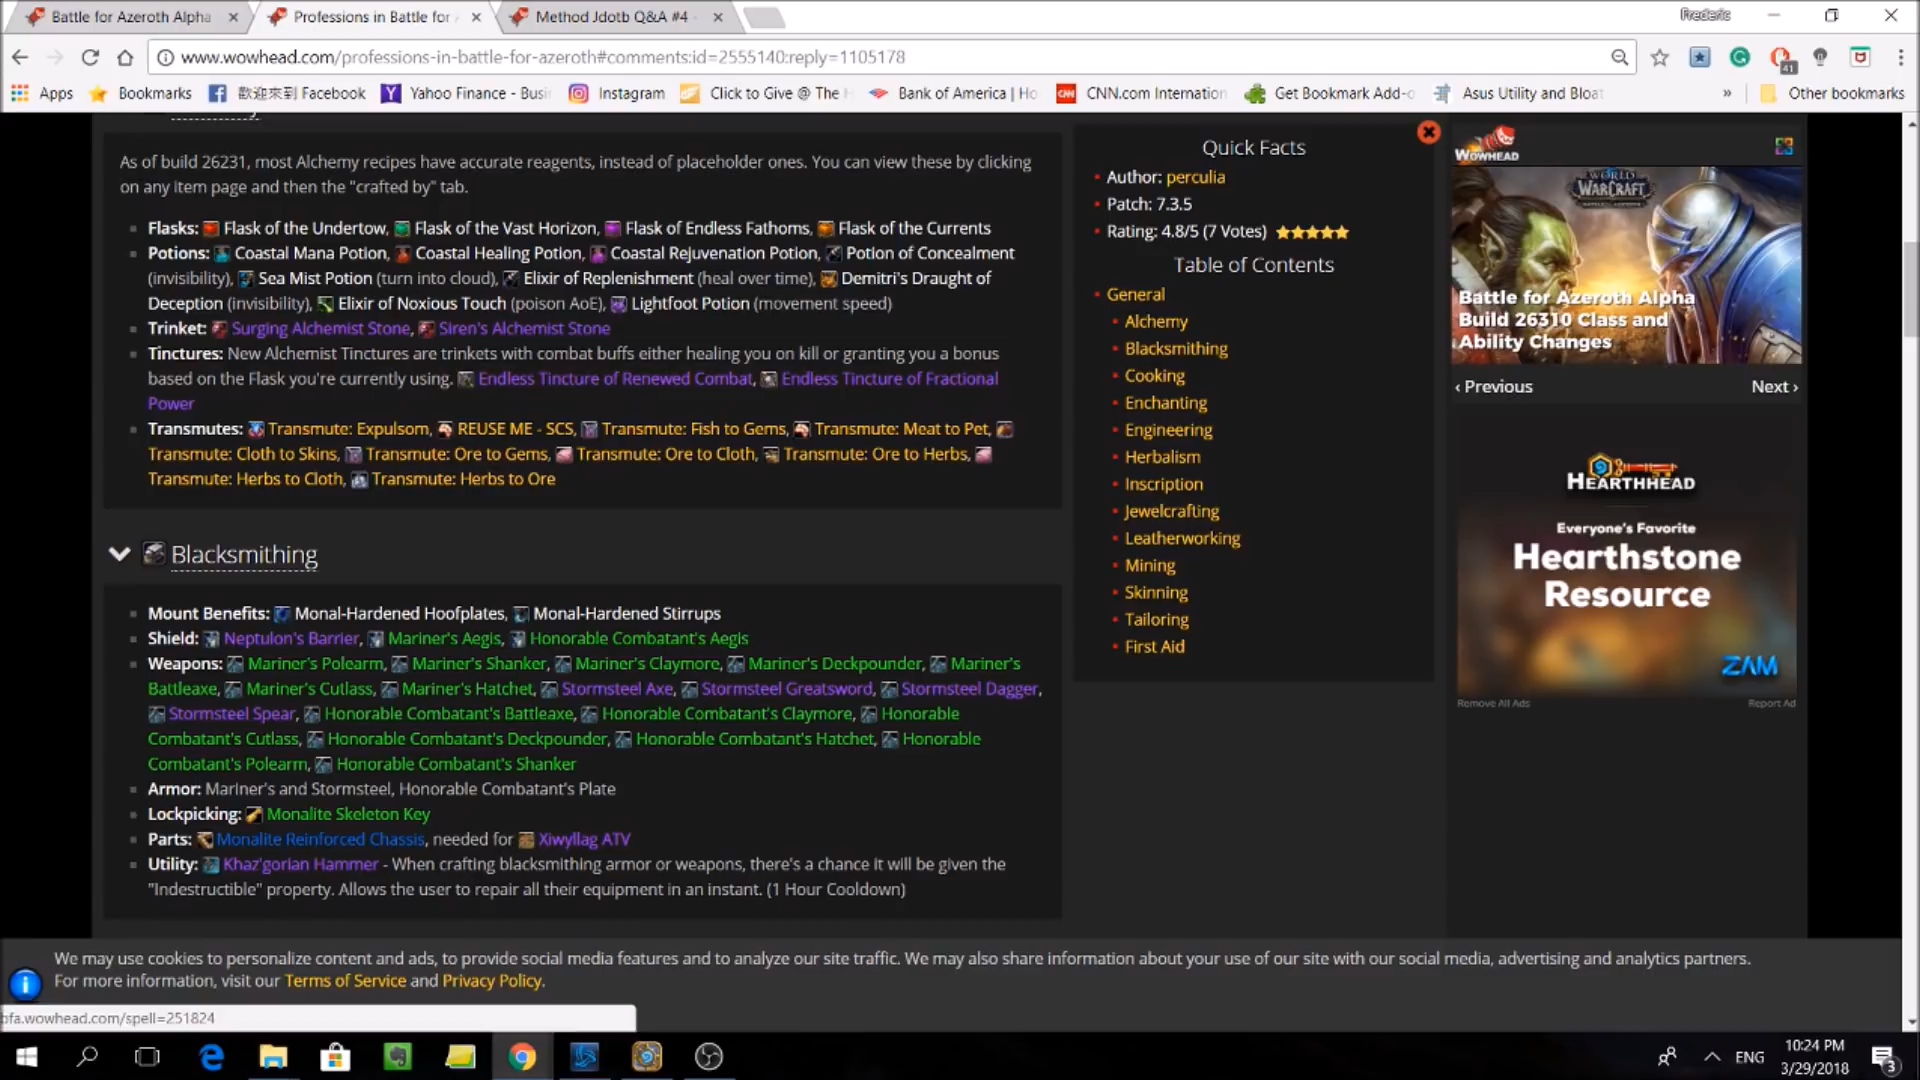 Battle for Azeroth Alpha
Professions in Battle for
Method Jdotb Q&A #4
Frederic
www.wowhead.com/professions-in-battle-for-azeroth#comments:id=2555140:reply=1105178
41
Apps
Bookmarks
歡迎來到 Facebook
Yahoo Finance - Busi
Instagram
Click to Give @ The
Bank of America | Ho
CNN
CNN.com Internation
Get Bookmark Add-o
Asus Utility and Bloat
»
Other bookmarks
As of build 26231, most Alchemy recipes have accurate reagents, instead of placeholder ones. You can view these by clicking
on any item page and then the "crafted by" tab.
Flasks: Flask of the Undertow, Flask of the Vast Horizon, Flask of Endless Fathoms, Flask of the Currents
Potions: Coastal Mana Potion, Coastal Healing Potion, Coastal Rejuvenation Potion, Potion of Concealment
(invisibility), Sea Mist Potion (turn into cloud), Elixir of Replenishment (heal over time), Demitri's Draught of
Deception (invisibility), Elixir of Noxious Touch (poison AoE), Lightfoot Potion (movement speed)
Trinket: Surging Alchemist Stone, Siren's Alchemist Stone
Tinctures: New Alchemist Tinctures are trinkets with combat buffs either healing you on kill or granting you a bonus
based on the Flask you're currently using. Endless Tincture of Renewed Combat, Endless Tincture of Fractional
Power
Transmutes: Transmute: Expulsom, REUSE ME - SCS, Transmute: Fish to Gems, Transmute: Meat to Pet,
Transmute: Cloth to Skins, Transmute: Ore to Gems, Transmute: Ore to Cloth, Transmute: Ore to Herbs,
Transmute: Herbs to Cloth, Transmute: Herbs to Ore
Blacksmithing
Mount Benefits: Monal-Hardened Hoofplates, Monal-Hardened Stirrups
Shield: Neptulon's Barrier, Mariner's Aegis, Honorable Combatant's Aegis
Weapons: Mariner's Polearm, Mariner's Shanker, Mariner's Claymore, Mariner's Deckpounder, Mariner's
Battleaxe, Mariner's Cutlass, Mariner's Hatchet, Stormsteel Axe, Stormsteel Greatsword, Stormsteel Dagger,
Stormsteel Spear, Honorable Combatant's Battleaxe, Honorable Combatant's Claymore, Honorable
Combatant's Cutlass, Honorable Combatant's Deckpounder, Honorable Combatant's Hatchet, Honorable
Combatant's Polearm, Honorable Combatant's Shanker
Armor: Mariner's and Stormsteel, Honorable Combatant's Plate
Lockpicking: Monalite Skeleton Key
Parts: Monalite Reinforced Chassis, needed for Xiwyllag ATV
Utility: Khaz'gorian Hammer - When crafting blacksmithing armor or weapons, there's a chance it will be given the
"Indestructible" property. Allows the user to repair all their equipment in an instant. (1 Hour Cooldown)
Quick Facts
Author: perculia
Patch: 7.3.5
Rating: 4.8/5 (7 Votes)
Table of Contents
General
Alchemy
Blacksmithing
Cooking
Enchanting
Engineering
Herbalism
Inscription
Jewelcrafting
Leatherworking
Mining
Skinning
Tailoring
First Aid
WOWHEAD
WORLD
WARCRAFT
Battle for Azeroth Alpha
Build 26310 Class and
Ability Changes
‹ Previous
Next ›
HEARTHHEAD
Everyone's Favorite
Hearthstone
Resource
ZAM
Remove All Ads
Report Ad
We may use cookies to personalize content and ads, to provide social media features and to analyze our site traffic. We may also share information about your use of our site with our social media, advertising and analytics partners.
For more information, visit our Terms of Service and Privacy Policy.
bfa.wowhead.com/spell=251824
ENG
10:24 PM
3/29/2018
3